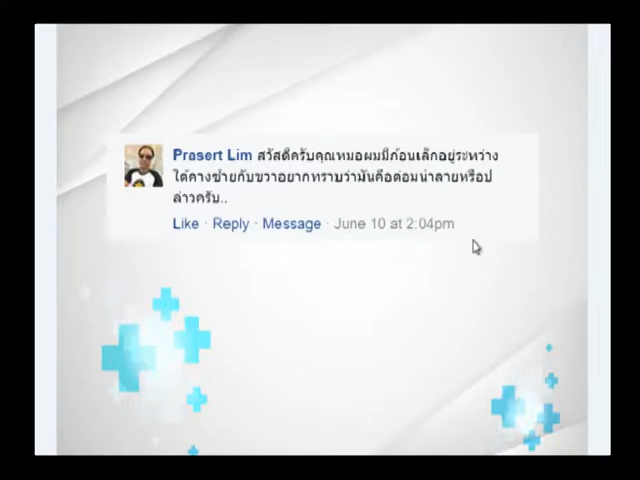 Prasert Lim สวัสดีครับคุณหมอผมมีก้อนเล็กอยู่ระหว่าง
ใต้คางซ้ายกับขวาอยากทราบว่ามันคือต่อมน้ำลายหรือป
ล่าวครับ..
Like · Reply · Message · June 10 at 2:04pm